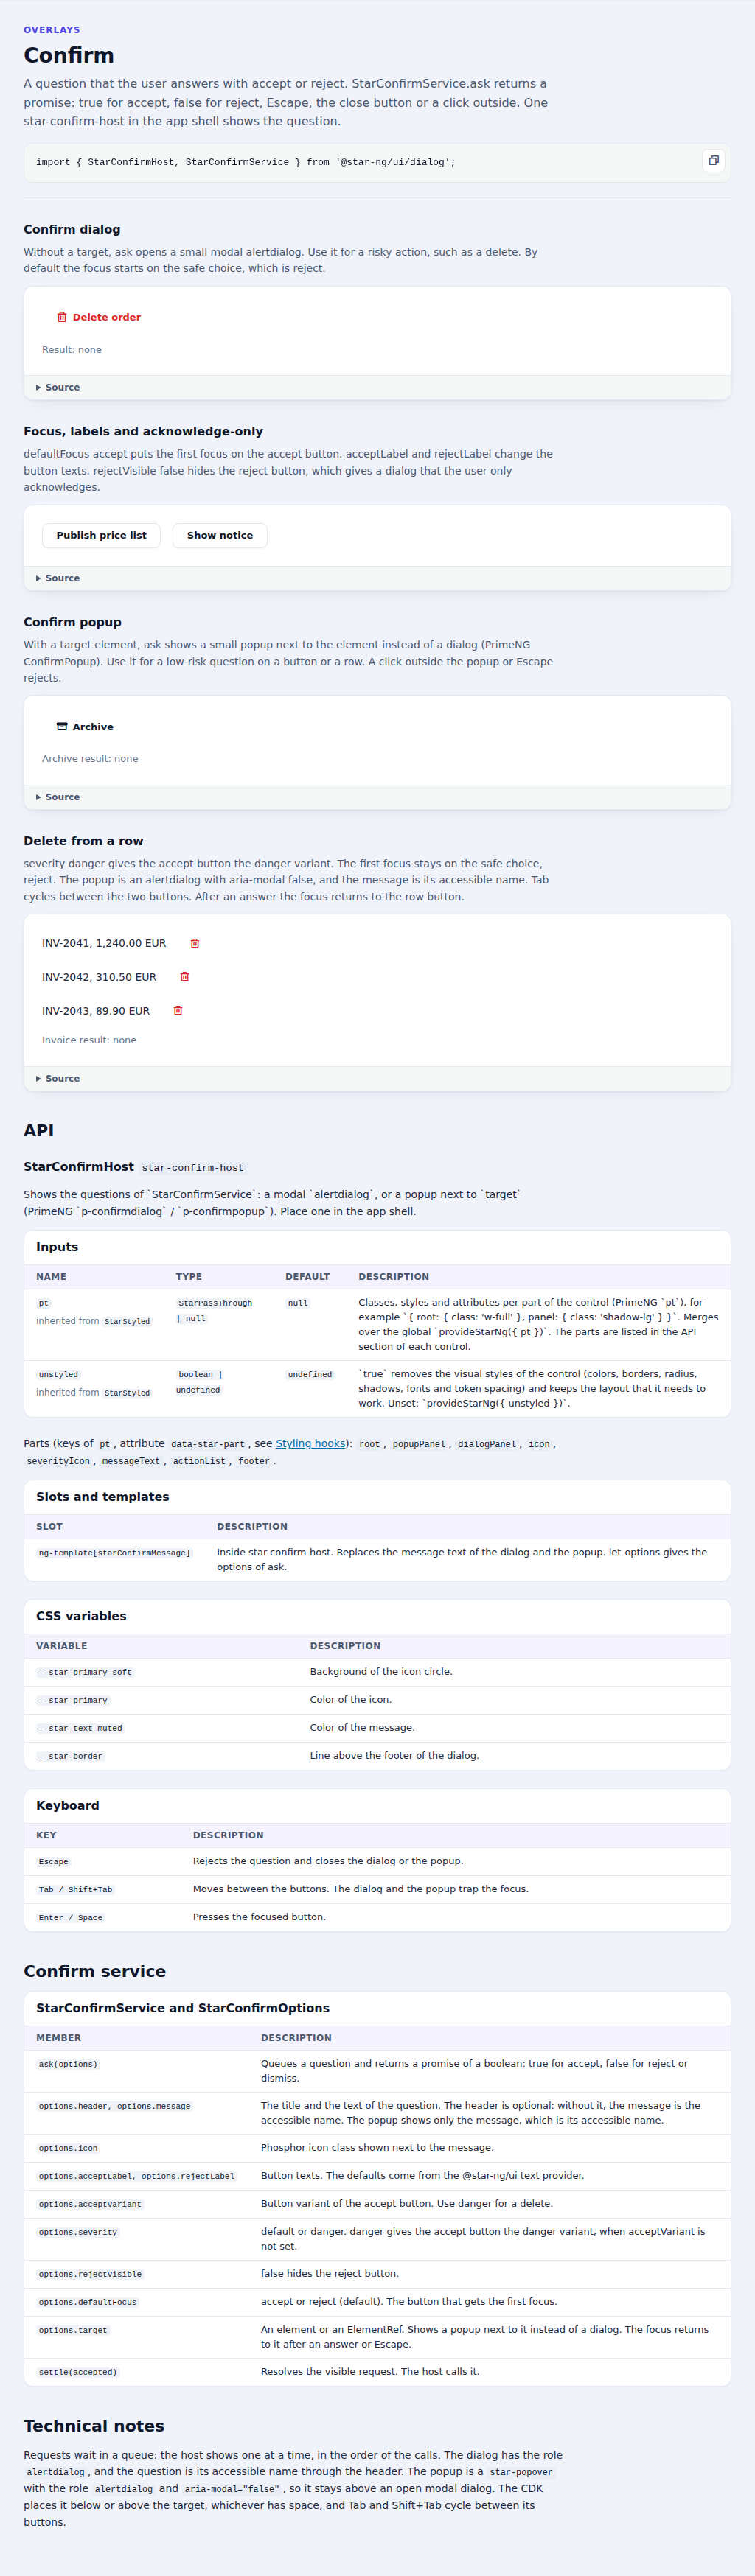 OVERLAYS
Confirm
A question that the user answers with accept or reject. StarConfirmService.ask returns a
promise: true for accept, false for reject, Escape, the close button or a click outside. One
star-confirm-host in the app shell shows the question.
import { StarConfirmHost, StarConfirmService } from '@star-ng/ui/dialog';
Confirm dialog
Without a target, ask opens a small modal alertdialog. Use it for a risky action, such as a delete. By
default the focus starts on the safe choice, which is reject.
Delete order
Result: none
Source
Focus, labels and acknowledge-only
defaultFocus accept puts the first focus on the accept button. acceptLabel and rejectLabel change the
button texts. rejectVisible false hides the reject button, which gives a dialog that the user only
acknowledges.
Publish price list Show notice
Source
Confirm popup
With a target element, ask shows a small popup next to the element instead of a dialog (PrimeNG
ConfirmPopup). Use it for a low-risk question on a button or a row. A click outside the popup or Escape
rejects.
Archive
Archive result: none
Source
Delete from a row
severity danger gives the accept button the danger variant. The first focus stays on the safe choice,
reject. The popup is an alertdialog with aria-modal false, and the message is its accessible name. Tab
cycles between the two buttons. After an answer the focus returns to the row button.
INV-2041, 1,240.00 EUR
INV-2042, 310.50 EUR
INV-2043, 89.90 EUR
Invoice result: none
Source
API
StarConfirmHost star-confirm-host
Shows the questions of `StarConfirmService`: a modal `alertdialog`, or a popup next to `target`
(PrimeNG `p-confirmdialog` / `p-confirmpopup`). Place one in the app shell.
Inputs
NAME TYPE DEFAULT DESCRIPTION
pt StarPassThrough null Classes, styles and attributes per part of the control (PrimeNG `pt`), for
inherited from StarStyled | null example `{ root: { class: 'w-full' }, panel: { class: 'shadow-lg' } }`. Merges
over the global `provideStarNg({ pt })`. The parts are listed in the API
section of each control.
unstyled boolean | undefined `true` removes the visual styles of the control (colors, borders, radius,
inherited from StarStyled undefined shadows, fonts and token spacing) and keeps the layout that it needs to
work. Unset: `provideStarNg({ unstyled })`.
Parts (keys of pt, attribute data-star-part, see Styling hooks): root, popupPanel, dialogPanel, icon,
severityIcon, messageText, actionList, footer.
Slots and templates
SLOT DESCRIPTION
ng-template[starConfirmMessage] Inside star-confirm-host. Replaces the message text of the dialog and the popup. let-options gives the
options of ask.
CSS variables
VARIABLE DESCRIPTION
--star-primary-soft Background of the icon circle.
--star-primary Color of the icon.
--star-text-muted Color of the message.
--star-border Line above the footer of the dialog.
Keyboard
KEY DESCRIPTION
Escape Rejects the question and closes the dialog or the popup.
Tab / Shift+Tab Moves between the buttons. The dialog and the popup trap the focus.
Enter / Space Presses the focused button.
Confirm service
StarConfirmService and StarConfirmOptions
MEMBER DESCRIPTION
ask(options) Queues a question and returns a promise of a boolean: true for accept, false for reject or
dismiss.
options.header, options.message The title and the text of the question. The header is optional: without it, the message is the
accessible name. The popup shows only the message, which is its accessible name.
options.icon Phosphor icon class shown next to the message.
options.acceptLabel, options.rejectLabel Button texts. The defaults come from the @star-ng/ui text provider.
options.acceptVariant Button variant of the accept button. Use danger for a delete.
options.severity default or danger. danger gives the accept button the danger variant, when acceptVariant is
not set.
options.rejectVisible false hides the reject button.
options.defaultFocus accept or reject (default). The button that gets the first focus.
options.target An element or an ElementRef. Shows a popup next to it instead of a dialog. The focus returns
to it after an answer or Escape.
settle(accepted) Resolves the visible request. The host calls it.
Technical notes
Requests wait in a queue: the host shows one at a time, in the order of the calls. The dialog has the role
alertdialog, and the question is its accessible name through the header. The popup is a star-popover
with the role alertdialog and aria-modal="false", so it stays above an open modal dialog. The CDK
places it below or above the target, whichever has space, and Tab and Shift+Tab cycle between its
buttons.